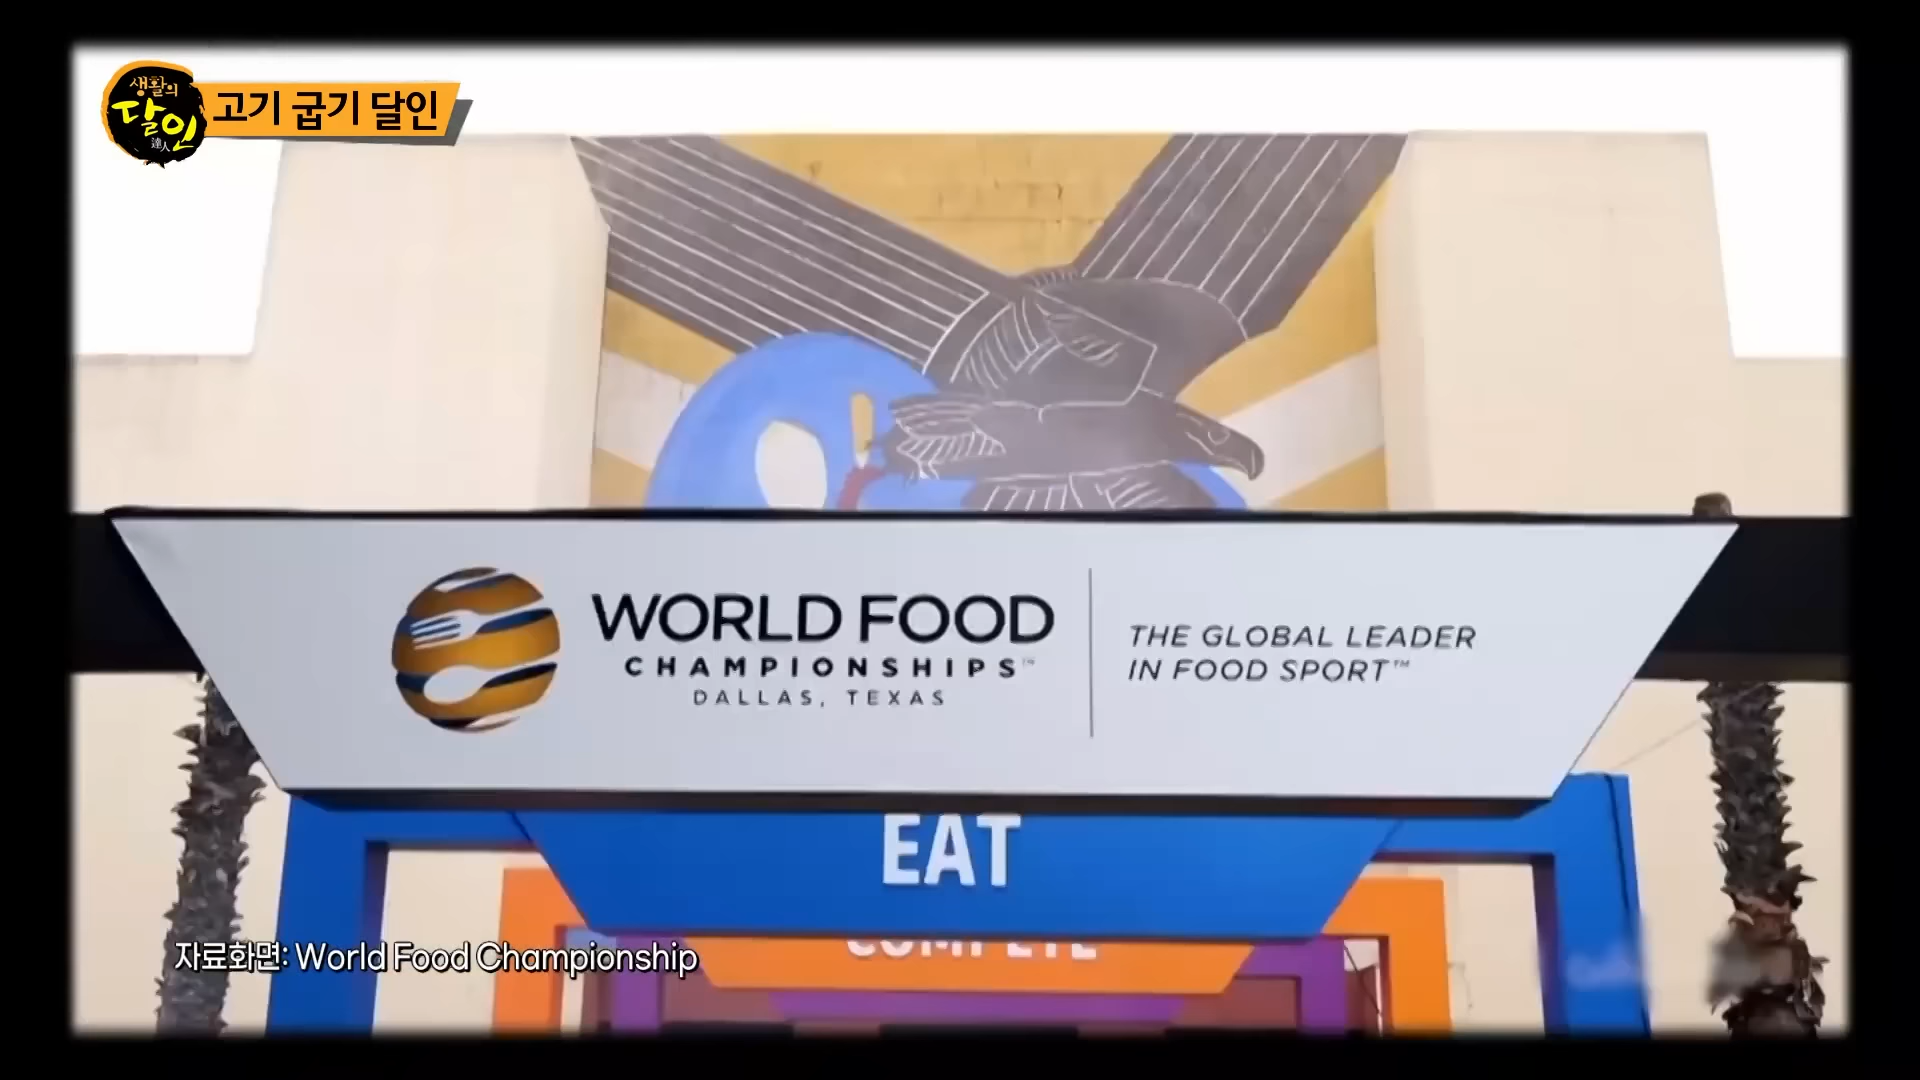 생활의
달인
達人
고기 굽기 달인
WORLD FOOD
CHAMPIONSHIPS™
DALLAS, TEXAS
THE GLOBAL LEADER
IN FOOD SPORT™
EAT
COMPETE
자료화면: World Food Championship